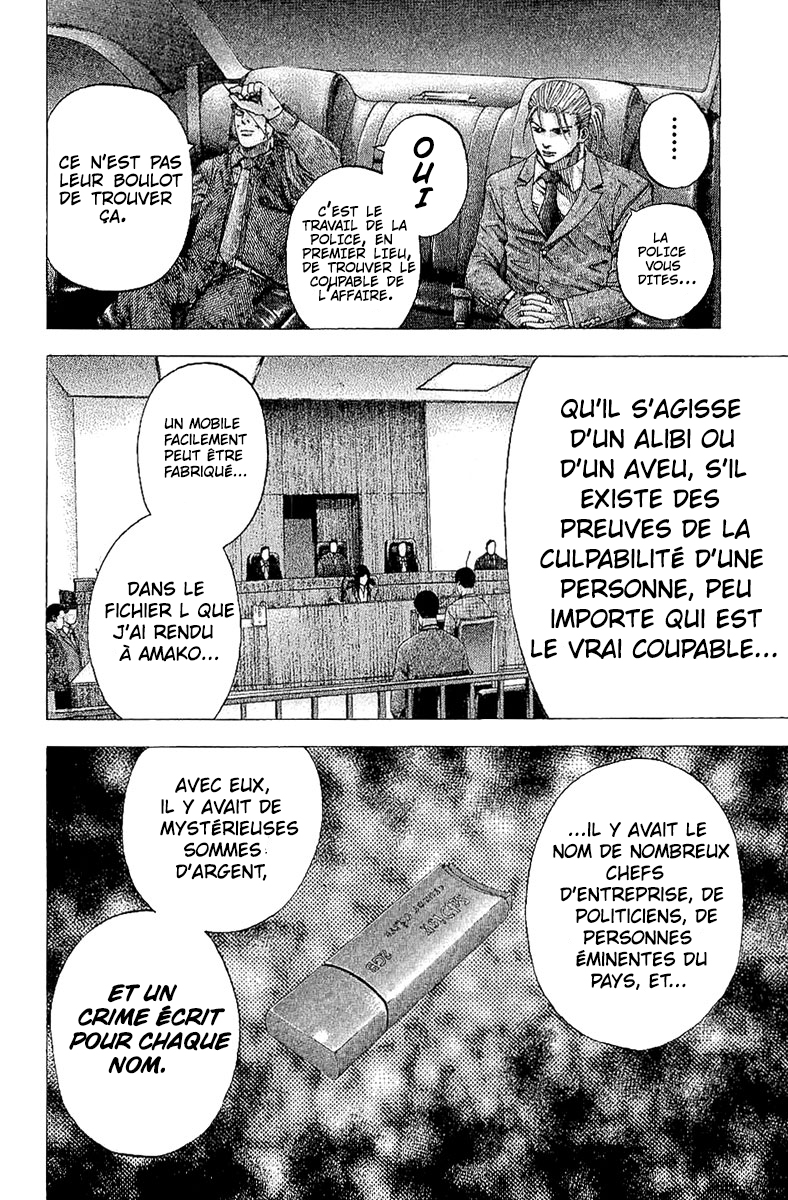 ......
LA
POLICE
VOUS
DITES...
OUI
C'EST LE
TRAVAIL DE LA
POLICE, EN
PREMIER LIEU,
DE TROUVER LE
COUPABLE DE
L'AFFAIRE.
CE N'EST PAS
LEUR BOULOT
DE TROUVER
ÇA.
QU'IL S'AGISSE
D'UN ALIBI OU
D'UN AVEU, S'IL
EXISTE DES
PREUVES DE LA
CULPABILITÉ D'UNE
PERSONNE, PEU
IMPORTE QUI EST
LE VRAI COUPABLE...
UN MOBILE
FACILEMENT
PEUT ÊTRE
FABRIQUÉ...
DANS LE
FICHIER L QUE
J'AI RENDU
À AMAKO...
...IL Y AVAIT LE
NOM DE NOMBREUX
CHEFS
D'ENTREPRISE, DE
POLITICIENS, DE
PERSONNES
ÉMINENTES DU
PAYS, ET...
AVEC EUX,
IL Y AVAIT DE
MYSTÉRIEUSES
SOMMES
D'ARGENT,
ET UN
CRIME ÉCRIT
POUR CHAQUE
NOM.